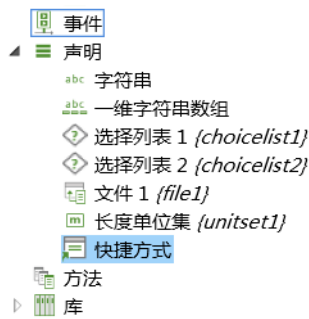 事件
声明
abc 字符串
abc 一维字符串数组
? 选择列表 1 {choicelist1}
? 选择列表 2 {choicelist2}
文件 1 {file1}
m 长度单位集 {unitset1}
快捷方式
方法
库